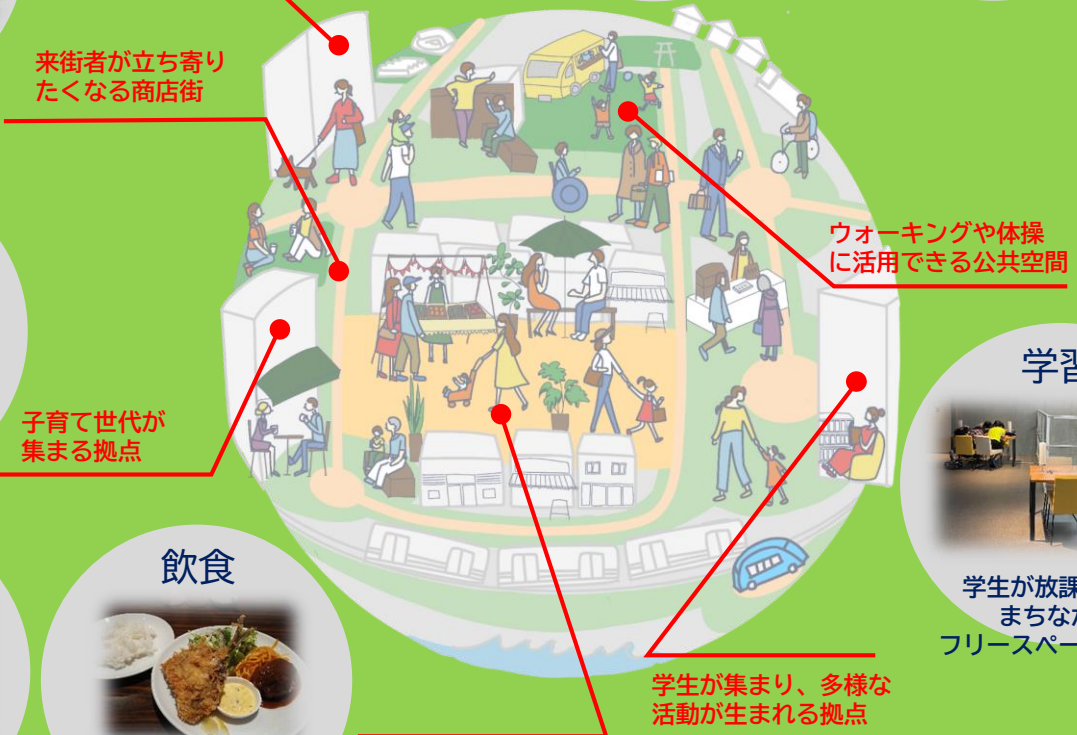 来街者が立ち寄り
たくなる商店街
ウォーキングや体操
に活用できる公共空間
子育て世代が
集まる拠点
学習
飲食
学生が放課
まちなか
フリースペー
学生が集まり、多様な
活動が生まれる拠点